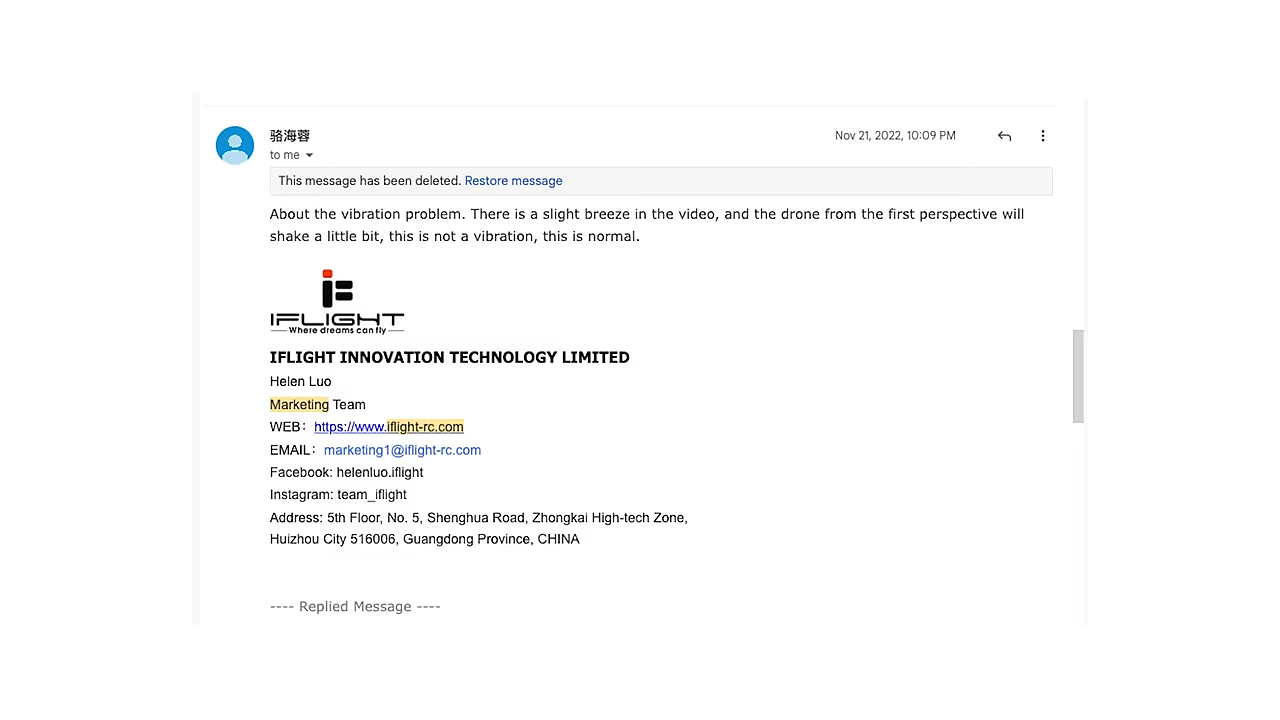 骆海蓉
Nov 21, 2022, 10:09 PM
to me
This message has been deleted. Restore message
About the vibration problem. There is a slight breeze in the video, and the drone from the first perspective will
shake a little bit, this is not a vibration, this is normal.
iF
IFLIGHT
Where dreams can fly
IFLIGHT INNOVATION TECHNOLOGY LIMITED
Helen Luo
Marketing Team
WEB：https://www.iflight-rc.com
EMAIL：marketing1@iflight-rc.com
Facebook: helenluo.iflight
Instagram: team_iflight
Address: 5th Floor, No. 5, Shenghua Road, Zhongkai High-tech Zone,
Huizhou City 516006, Guangdong Province, CHINA
---- Replied Message ----